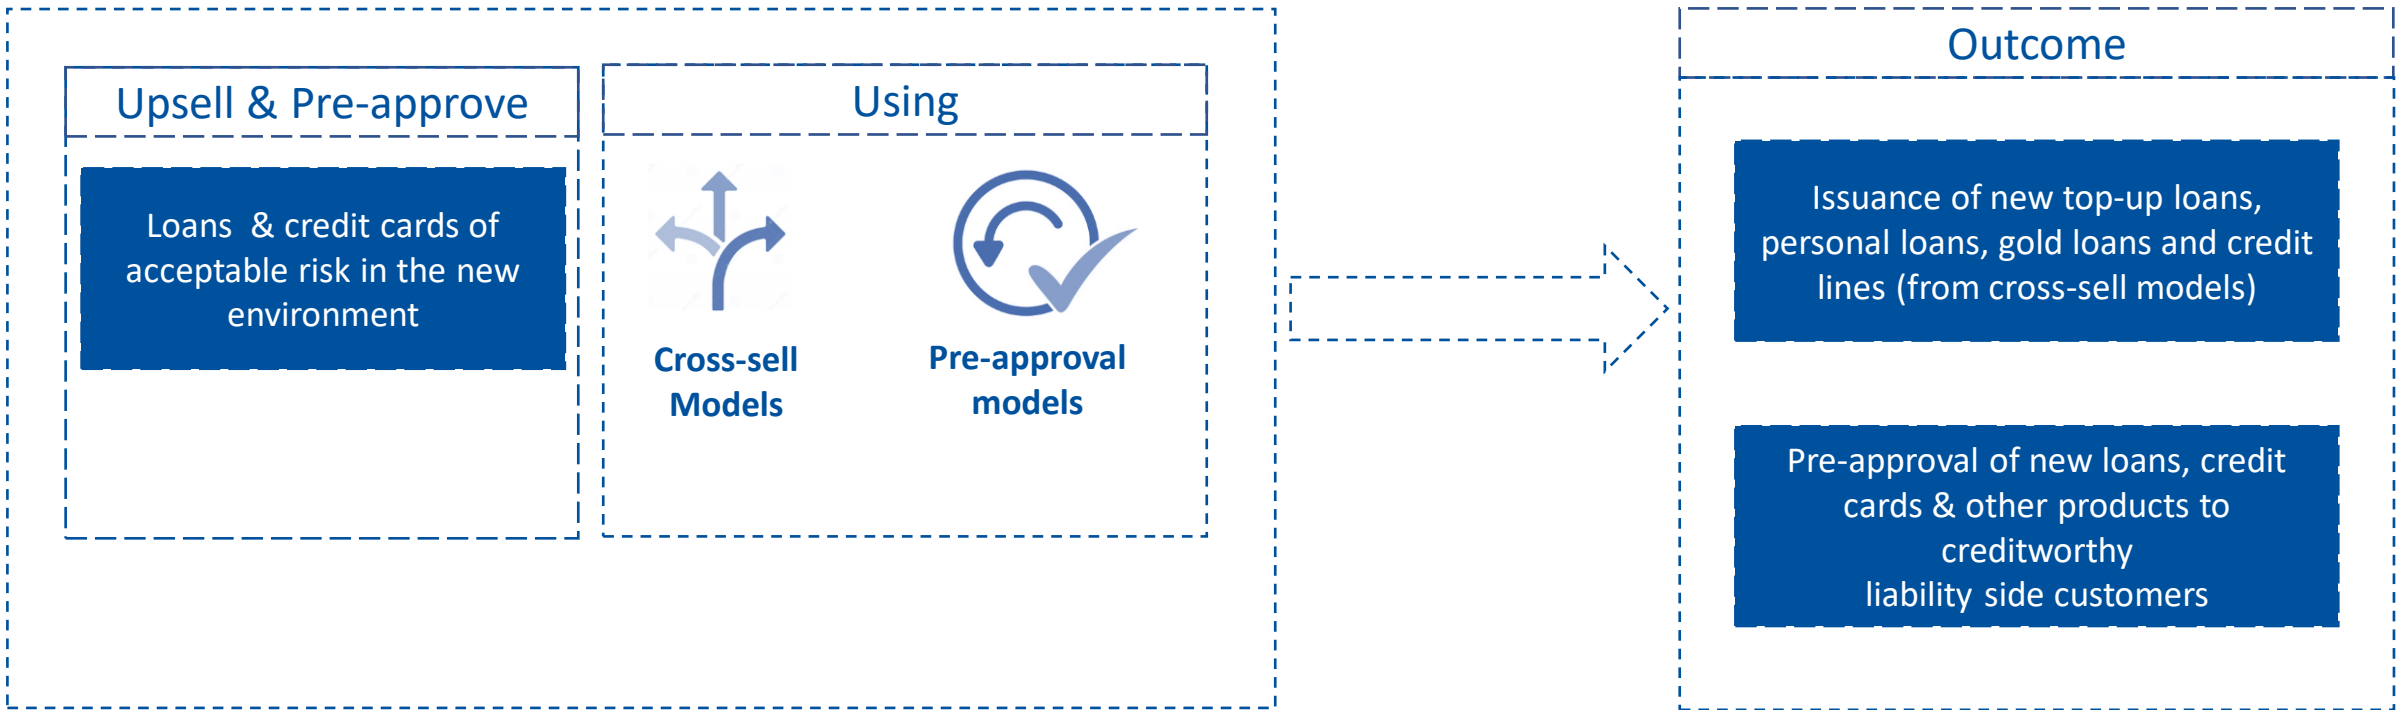 Upsell & Pre-approve
Loans & credit cards of
acceptable risk in the new
environment
Using
Cross-sell
Models
Pre-approval
models
Outcome
Issuance of new top-up loans,
personal loans, gold loans and credit
lines (from cross-sell models)
Pre-approval of new loans, credit
cards & other products to
creditworthy
liability side customers